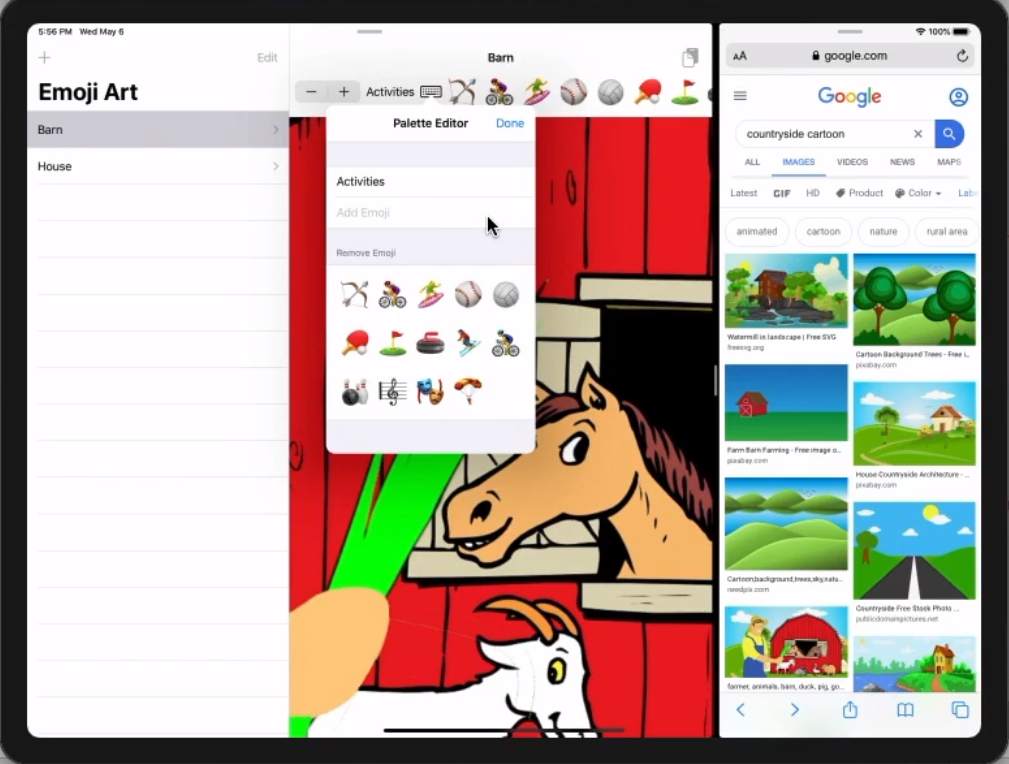 5:56 PM Wed May 6
Edit
Emoji Art
Barn
House
Barn
Activities
Palette Editor
Done
Activities
Add Emoji
Remove Emoji
100%
AA google.com
Google
countryside cartoon
ALL IMAGES VIDEOS NEWS MAPS
Latest GIF HD Product Color Labe
animated cartoon nature rural area
Watermill in landscape | Free SVG
freesvg.org
Cartoon Background Trees - Free i...
pixabay.com
Farm Barn Farming - Free image o...
pixabay.com
House Countryside Architecture - ...
pixabay.com
Cartoon,background,trees,sky,natu...
needpix.com
Countryside Free Stock Photo ...
publicdomainpictures.net
farmer, animals, barn, duck, pig, go...